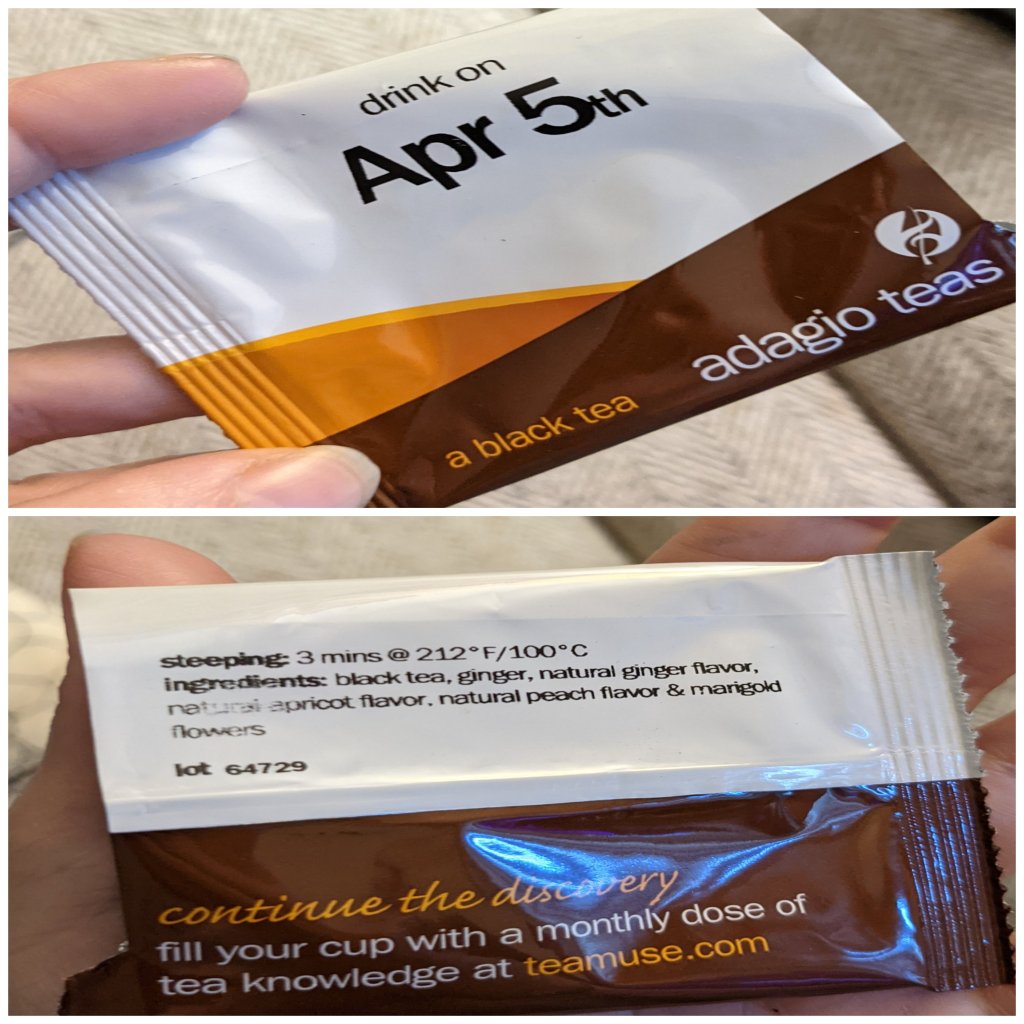 drink on
Apr 5th
adagio teas
a black tea
steeping: 3 mins @ 212°F/100°C
ingredients: black tea, ginger, natural ginger flavor,
natural apricot flavor, natural peach flavor & marigold
flowers
lot 64729
continue the discovery
fill your cup with a monthly dose of
tea knowledge at teamuse.com